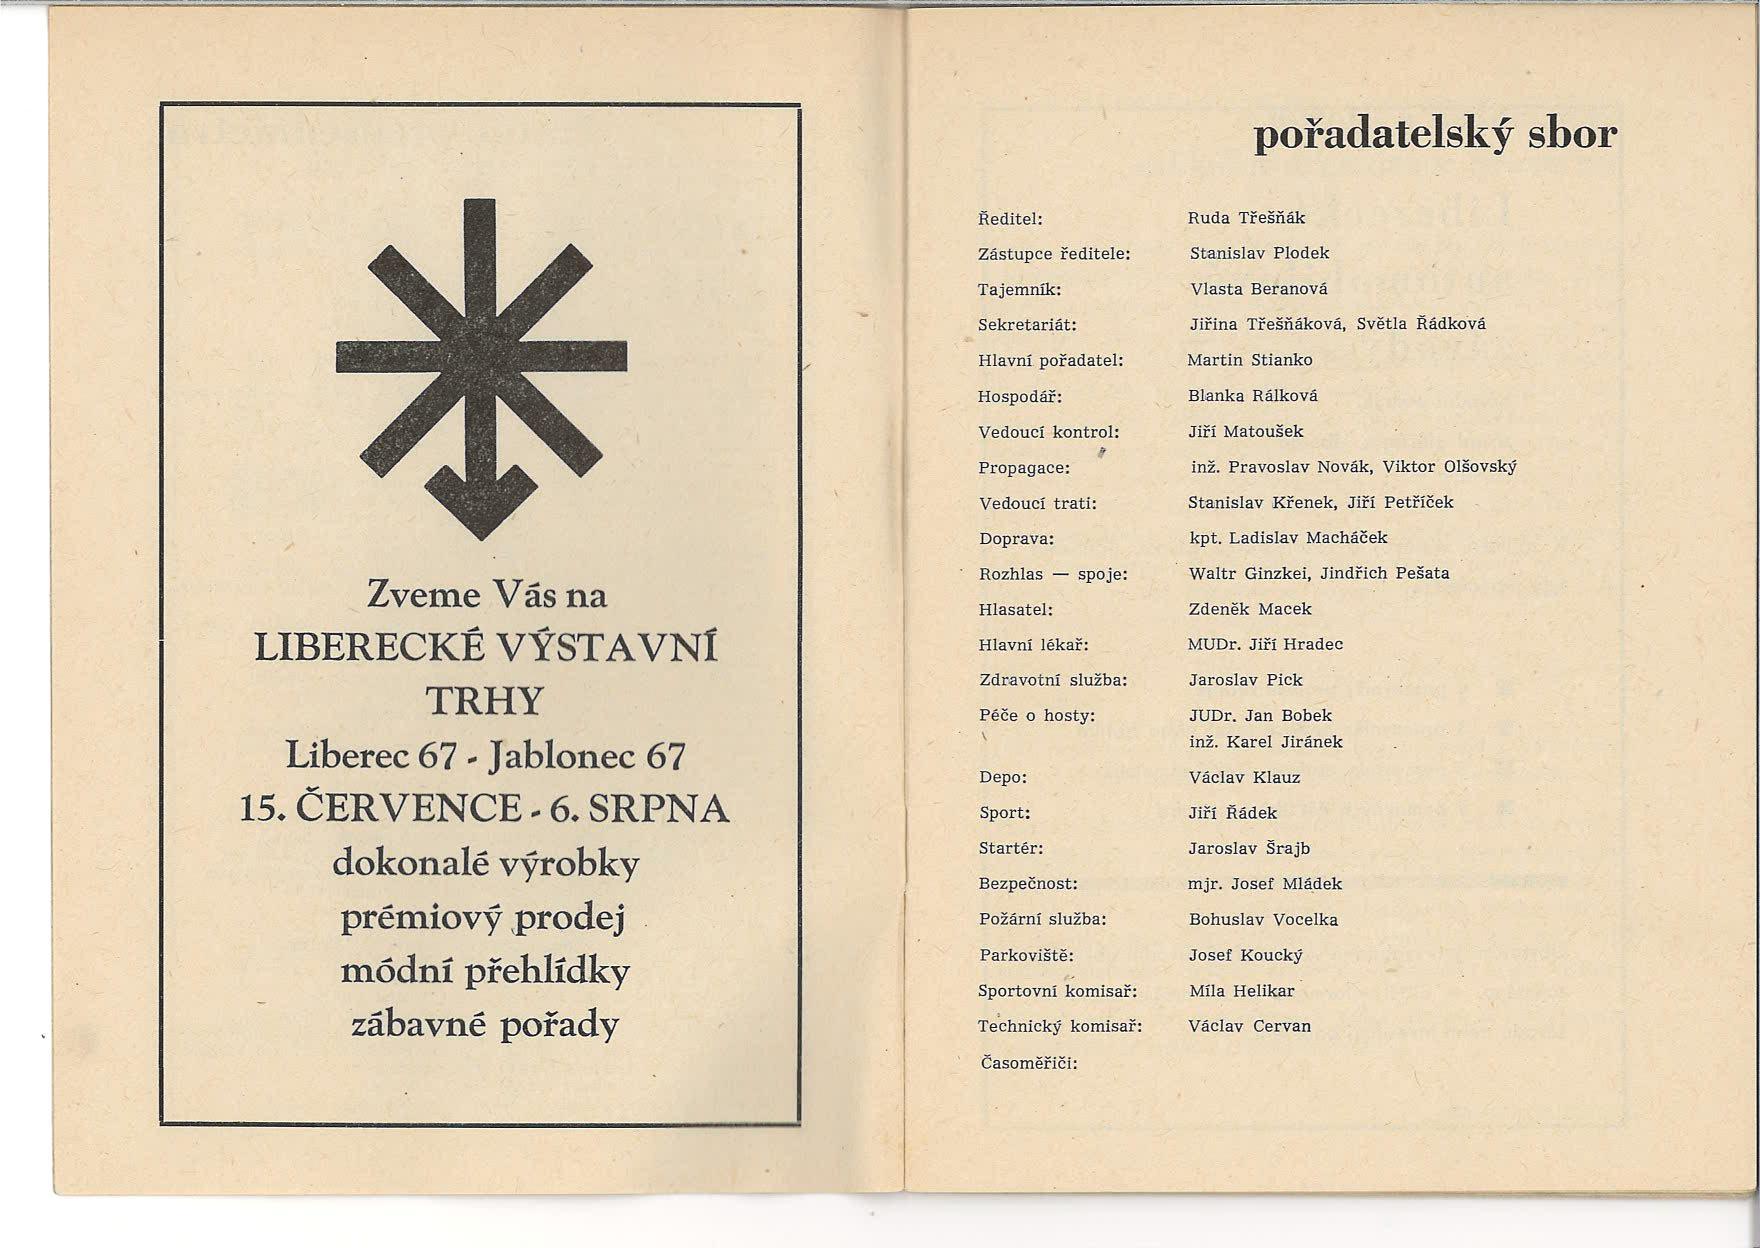 Zveme Vás na
LIBERECKÉ VÝSTAVNÍ
TRHY
Liberec 67 - Jablonec 67
15. ČERVENCE - 6. SRPNA
dokonalé výrobky
prémiový prodej
módní přehlídky
zábavné pořady
pořadatelský sbor
Ředitel: Ruda Třešňák
Zástupce ředitele: Stanislav Plodek
Tajemník: Vlasta Beranová
Sekretariát: Jiřina Třešňáková, Světla Řádková
Hlavní pořadatel: Martin Stianko
Hospodář: Blanka Rálková
Vedoucí kontrol: Jiří Matoušek
Propagace: inž. Pravoslav Novák, Viktor Olšovský
Vedoucí trati: Stanislav Křenek, Jiří Petříček
Doprava: kpt. Ladislav Macháček
Rozhlas — spoje: Waltr Ginzkei, Jindřich Pešata
Hlasatel: Zdeněk Macek
Hlavní lékař: MUDr. Jiří Hradec
Zdravotní služba: Jaroslav Pick
Péče o hosty: JUDr. Jan Bobek
inž. Karel Jiránek
Depo: Václav Klauz
Sport: Jiří Řádek
Startér: Jaroslav Šrajb
Bezpečnost: mjr. Josef Mládek
Požární služba: Bohuslav Vocelka
Parkoviště: Josef Koucký
Sportovní komisař: Míla Helikar
Technický komisař: Václav Cervan
Časoměřiči: